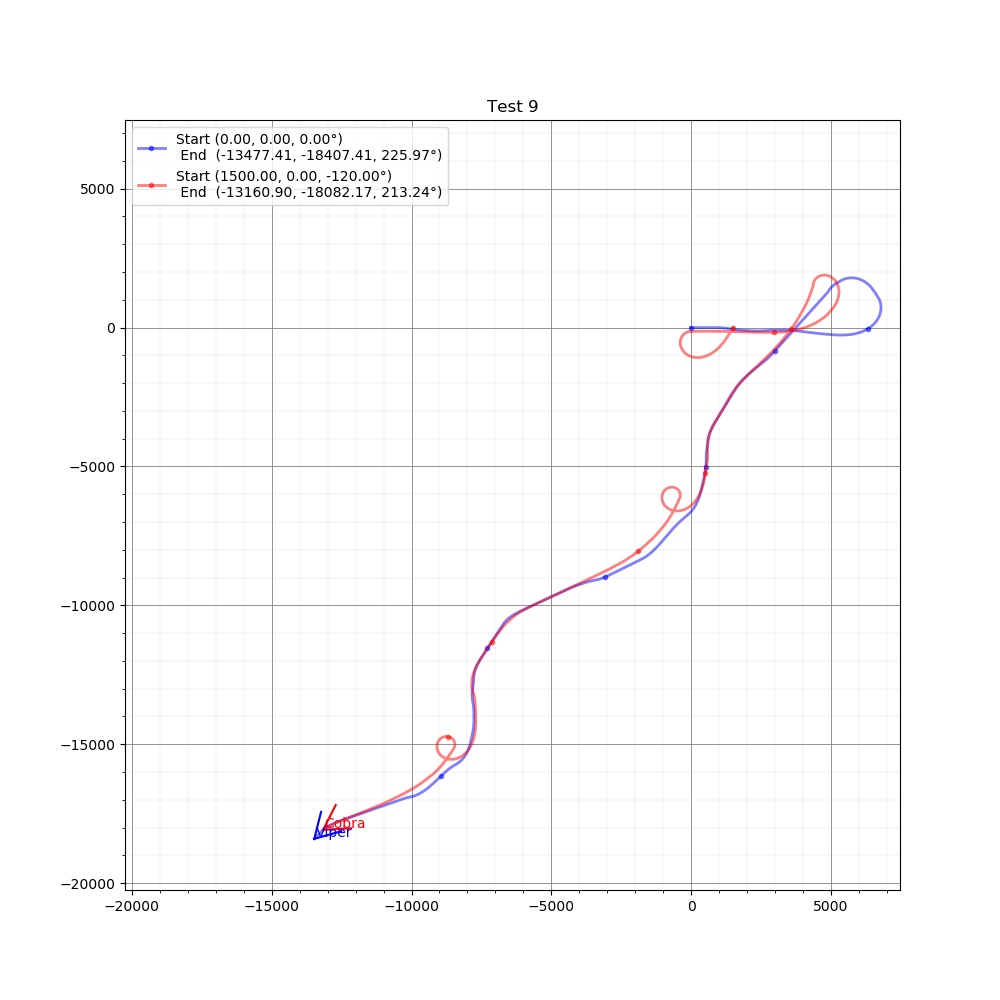 Test 9
Start (0.00, 0.00, 0.00°)
End (-13477.41, -18407.41, 225.97°)
Start (1500.00, 0.00, -120.00°)
End (-13160.90, -18082.17, 213.24°)
5000
0
−5000
−10000
−15000
−20000
Cobra
Viper
−20000 −15000 −10000 −5000 0 5000